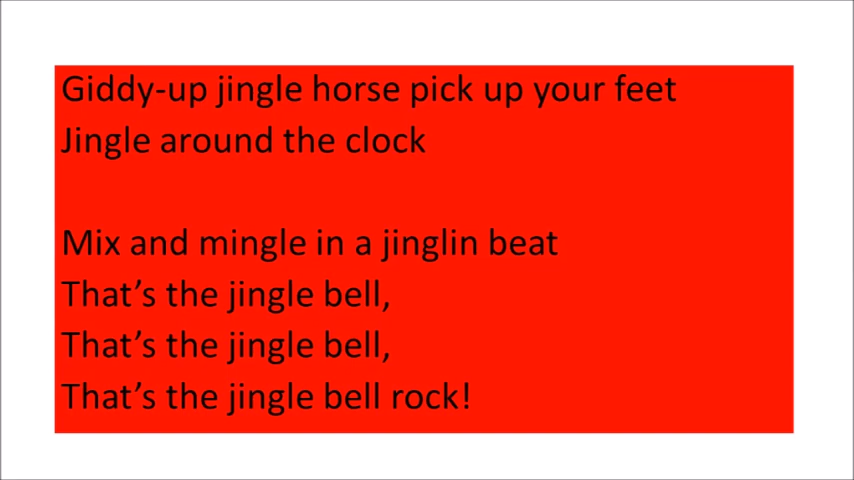 Giddy-up jingle horse pick up your feet
Jingle around the clock
Mix and mingle in a jinglin beat
That’s the jingle bell,
That’s the jingle bell,
That’s the jingle bell rock!